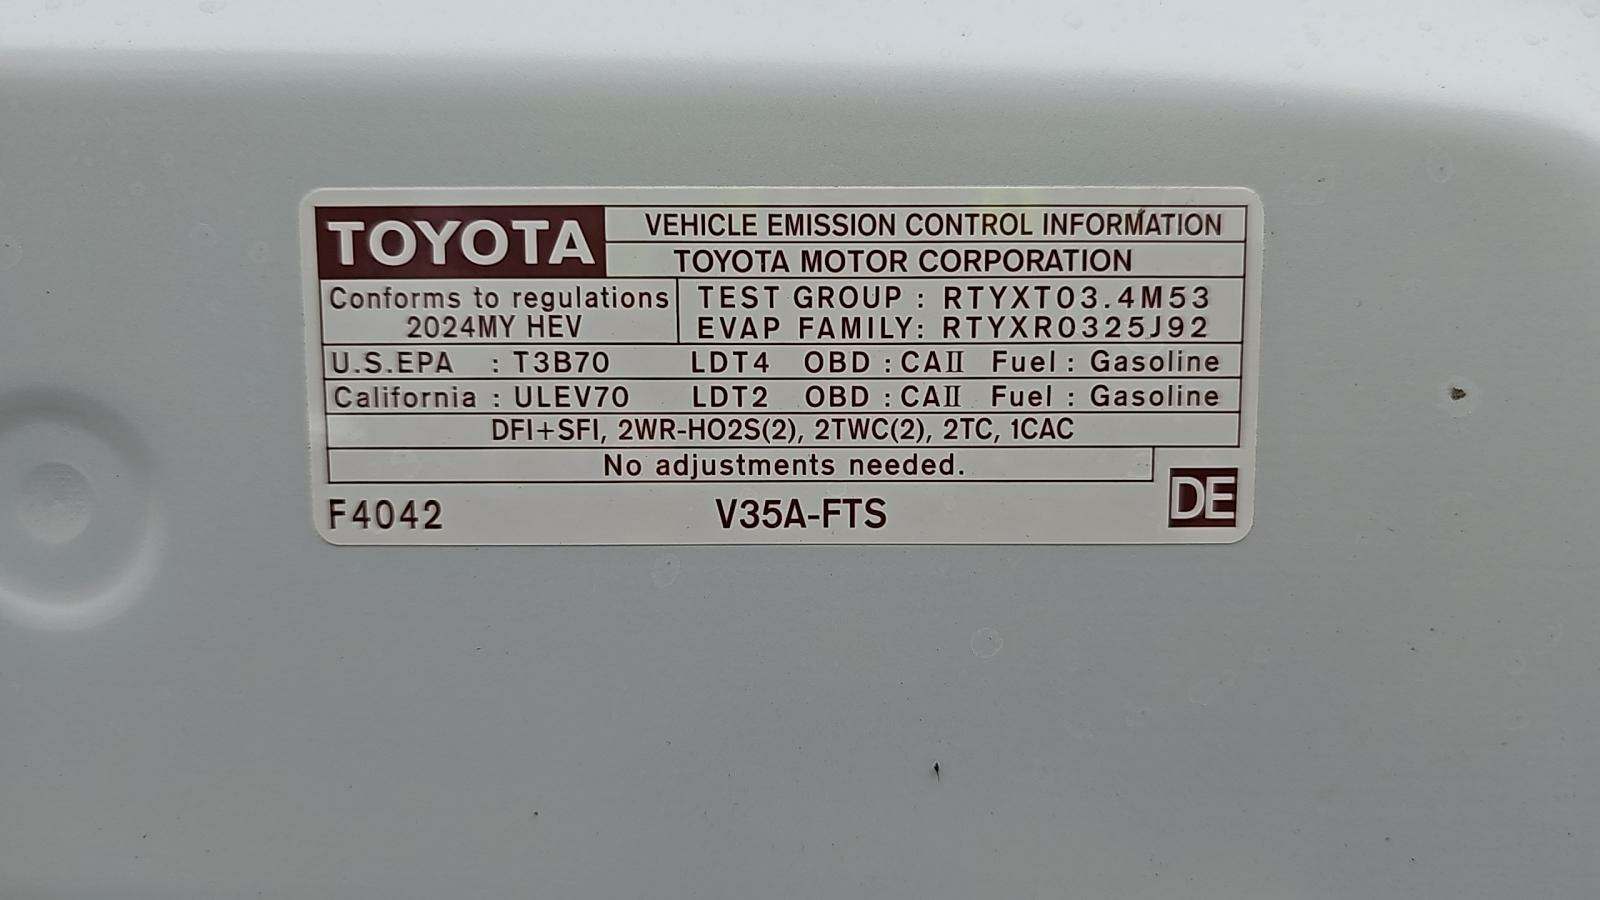 TOYOTA
VEHICLE EMISSION CONTROL INFORMATION
TOYOTA MOTOR CORPORATION
Conforms to regulations
2024MY HEV
TEST GROUP : RTYXT03.4M53
EVAP FAMILY: RTYXR0325J92
U.S.EPA : T3B70 LDT4 OBD : CAII Fuel : Gasoline
California : ULEV70 LDT2 OBD : CAII Fuel : Gasoline
DFI+SFI, 2WR-HO2S(2), 2TWC(2), 2TC, 1CAC
No adjustments needed.
F4042 V35A-FTS DE